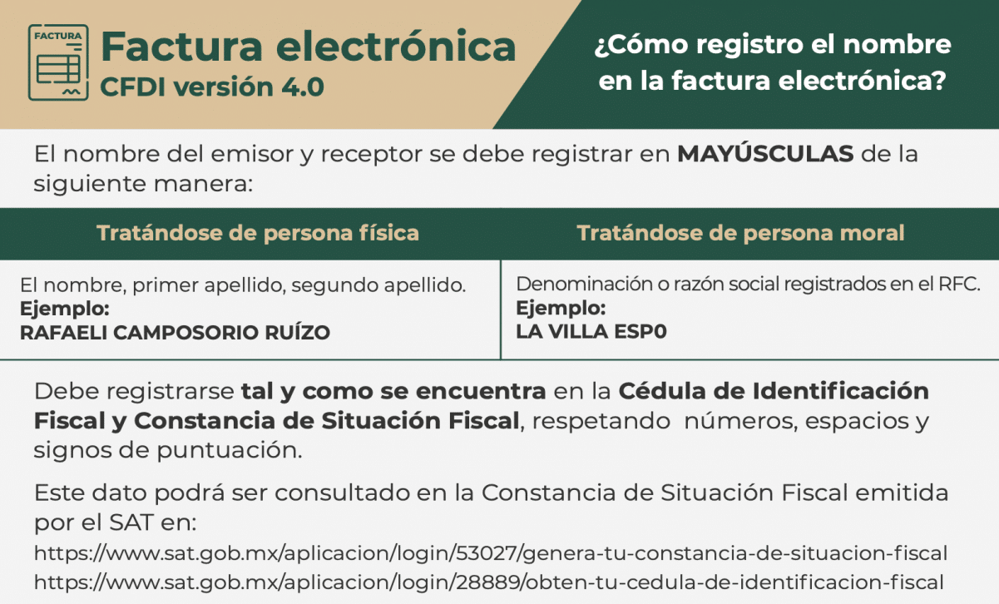 FACTURA
Factura electrónica
CFDI versión 4.0
¿Cómo registro el nombre
en la factura electrónica?
El nombre del emisor y receptor se debe registrar en MAYÚSCULAS de la
siguiente manera:
Tratándose de persona física
Tratándose de persona moral
El nombre, primer apellido, segundo apellido.
Ejemplo:
RAFAELI CAMPOSORIO RUÍZO
Denominación o razón social registrados en el RFC.
Ejemplo:
LA VILLA ESP0
Debe registrarse tal y como se encuentra en la Cédula de Identificación
Fiscal y Constancia de Situación Fiscal, respetando números, espacios y
signos de puntuación.
Este dato podrá ser consultado en la Constancia de Situación Fiscal emitida
por el SAT en:
https://www.sat.gob.mx/aplicacion/login/53027/genera-tu-constancia-de-situacion-fiscal
https://www.sat.gob.mx/aplicacion/login/28889/obten-tu-cedula-de-identificacion-fiscal